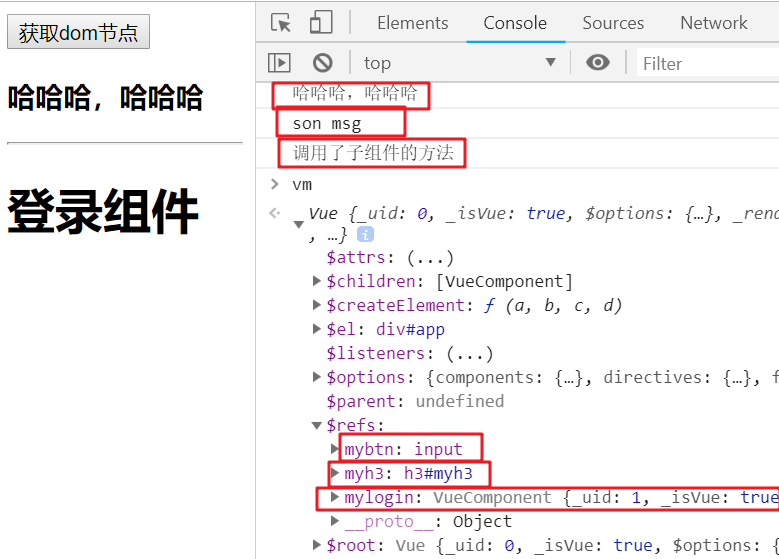 获取dom节点
哈哈哈，哈哈哈
登录组件
Elements Console Sources Network
top Filter
哈哈哈，哈哈哈
son msg
调用了子组件的方法
vm
Vue {_uid: 0, _isVue: true, $options: {…}, _ren
, …} i
$attrs: (...)
$children: [VueComponent]
$createElement: ƒ (a, b, c, d)
$el: div#app
$listeners: (...)
$options: {components: {…}, directives: {…}, f
$parent: undefined
$refs:
mybtn: input
myh3: h3#myh3
mylogin: VueComponent {_uid: 1, _isVue: true
__proto__: Object
$root: Vue {_uid: 0, _isVue: true, $options: {